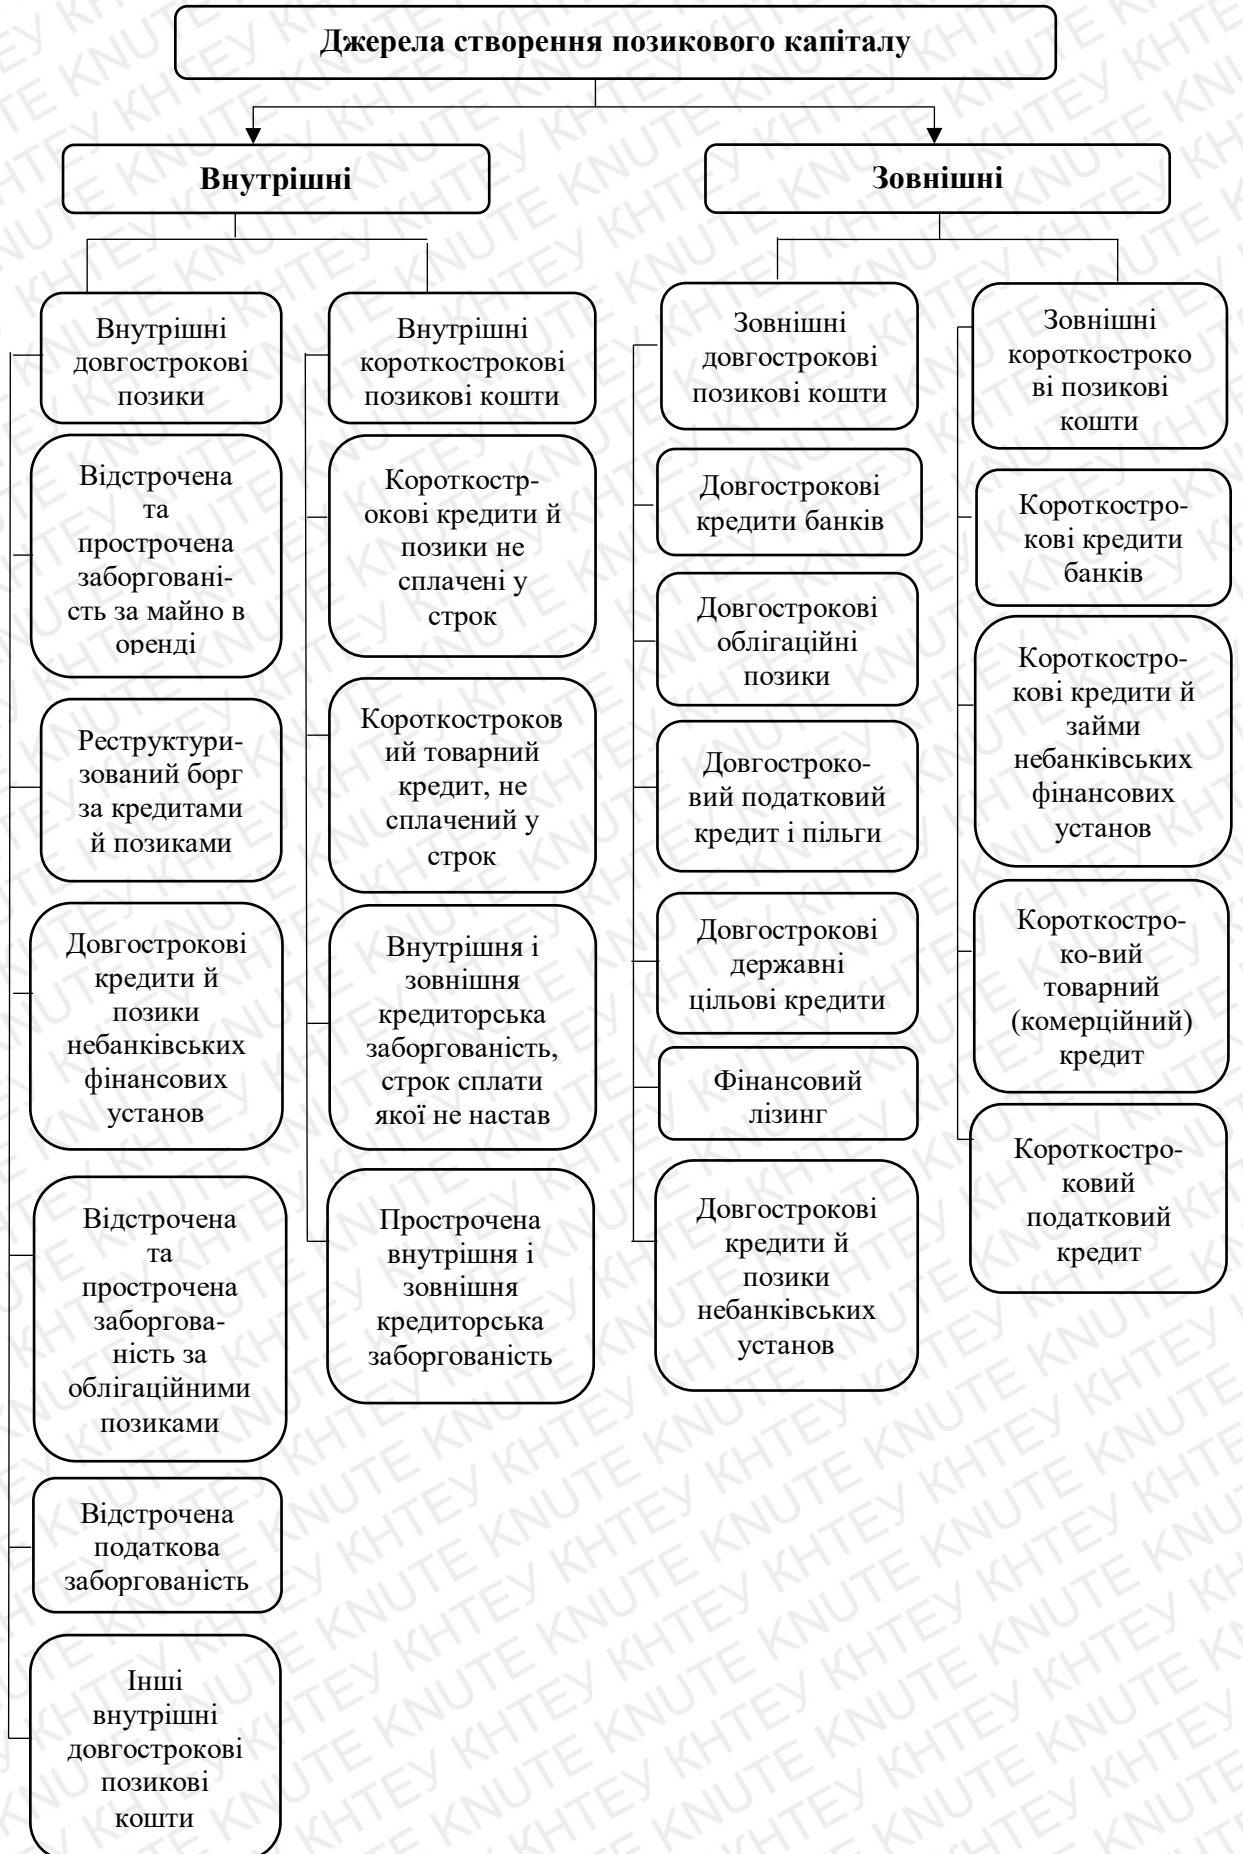 Джерела створення позикового капіталу
Внутрішні
Зовнішні
Внутрішні
довгострокові
позики
Відстрочена
та
прострочена
заборговані-
сть за майно в
оренді
Реструктури-
зований борг
за кредитами
й позиками
Довгострокові
кредити й
позики
небанківських
фінансових
установ
Відстрочена
та
прострочена
заборгова-
ність за
облігаційними
позиками
Відстрочена
податкова
заборгованість
Інші
внутрішні
довгострокові
позикові
кошти
Внутрішні
короткострокові
позикові кошти
Короткостр-
окові кредити й
позики не
сплачені у
строк
Короткостроков
ий товарний
кредит, не
сплачений у
строк
Внутрішня і
зовнішня
кредиторська
заборгованість,
строк сплати
якої не настав
Прострочена
внутрішня і
зовнішня
кредиторська
заборгованість
Зовнішні
довгострокові
позикові кошти
Довгострокові
кредити банків
Довгострокові
облігаційні
позики
Довгостроко-
вий податковий
кредит і пільги
Довгострокові
державні
цільові кредити
Фінансовий
лізинг
Довгострокові
кредити й
позики
небанківських
установ
Зовнішні
короткостроко
ві позикові
кошти
Короткостро-
кові кредити
банків
Короткостро-
кові кредити й
займи
небанківських
фінансових
установ
Короткостро-
ко-вий
товарний
(комерційний)
кредит
Короткостро-
ковий
податковий
кредит
KNUTE КНТЕУ